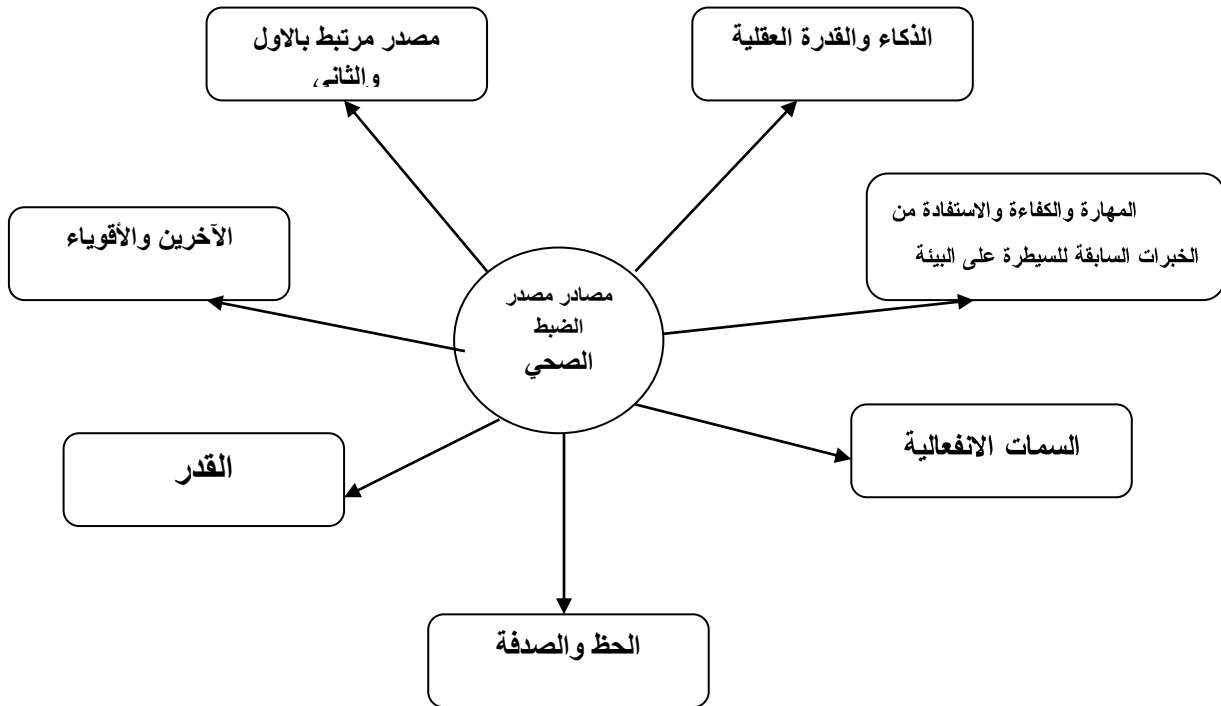 الذكاء والقدرة العقلية
مصدر مرتبط بالاول
والثاني
المهارة والكفاءة والاستفادة من
الخبرات السابقة للسيطرة على البيئة
الآخرين والأقوياء
مصادر مصدر
الضبط
الصحي
السمات الانفعالية
القدر
الحظ والصدفة